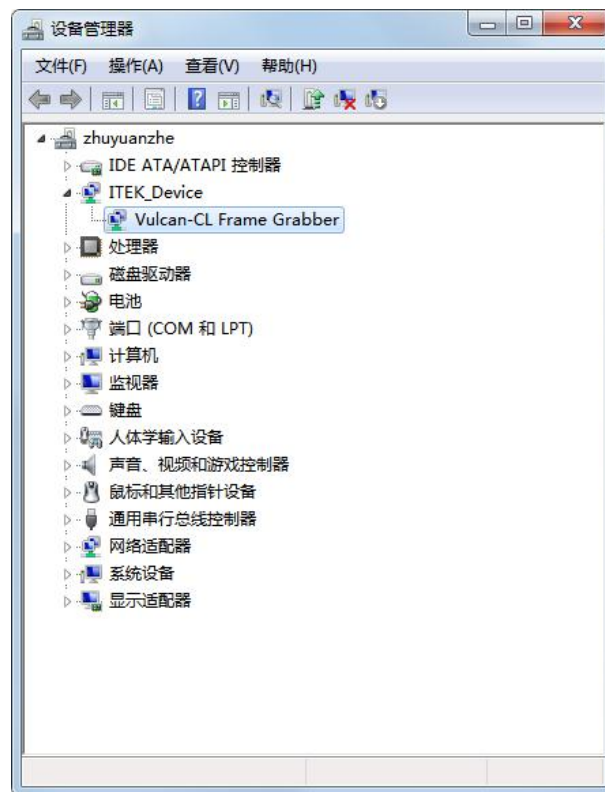 设备管理器
文件(F) 操作(A) 查看(V) 帮助(H)
zhuyuanzhe
IDE ATA/ATAPI 控制器
ITEK_Device
Vulcan-CL Frame Grabber
处理器
磁盘驱动器
电池
端口 (COM 和 LPT)
计算机
监视器
键盘
人体学输入设备
声音、视频和游戏控制器
鼠标和其他指针设备
通用串行总线控制器
网络适配器
系统设备
显示适配器